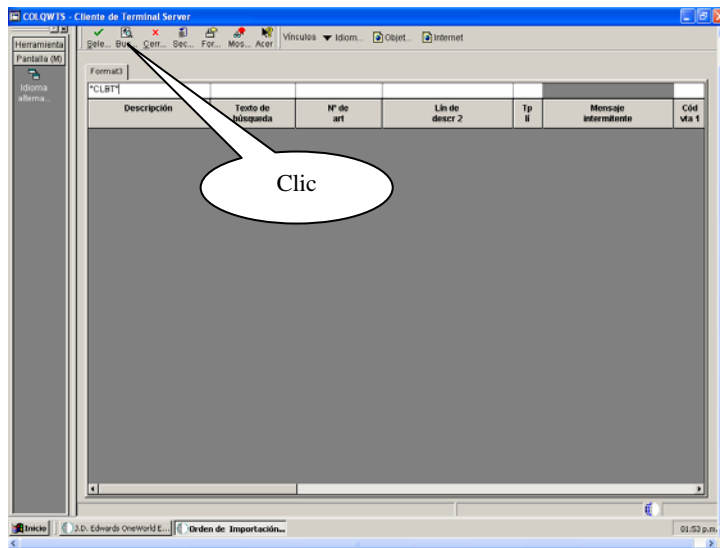 COLQWTS - Cliente de Terminal Server
Herramienta
Pantalla (M)
Idioma
alterna...
Sele... Bus... Cerr... Sec... For... Mos... Acer Vínculos Idiom... Objet... Internet
Format3
*CLBT*
Descripción Texto de búsqueda Nº de art Lin de descr 2 Tp lí Mensaje intermitente Cód vta 1
Clic
Inicio J.D. Edwards OneWorld E... Orden de Importación... 01:53 p.m.